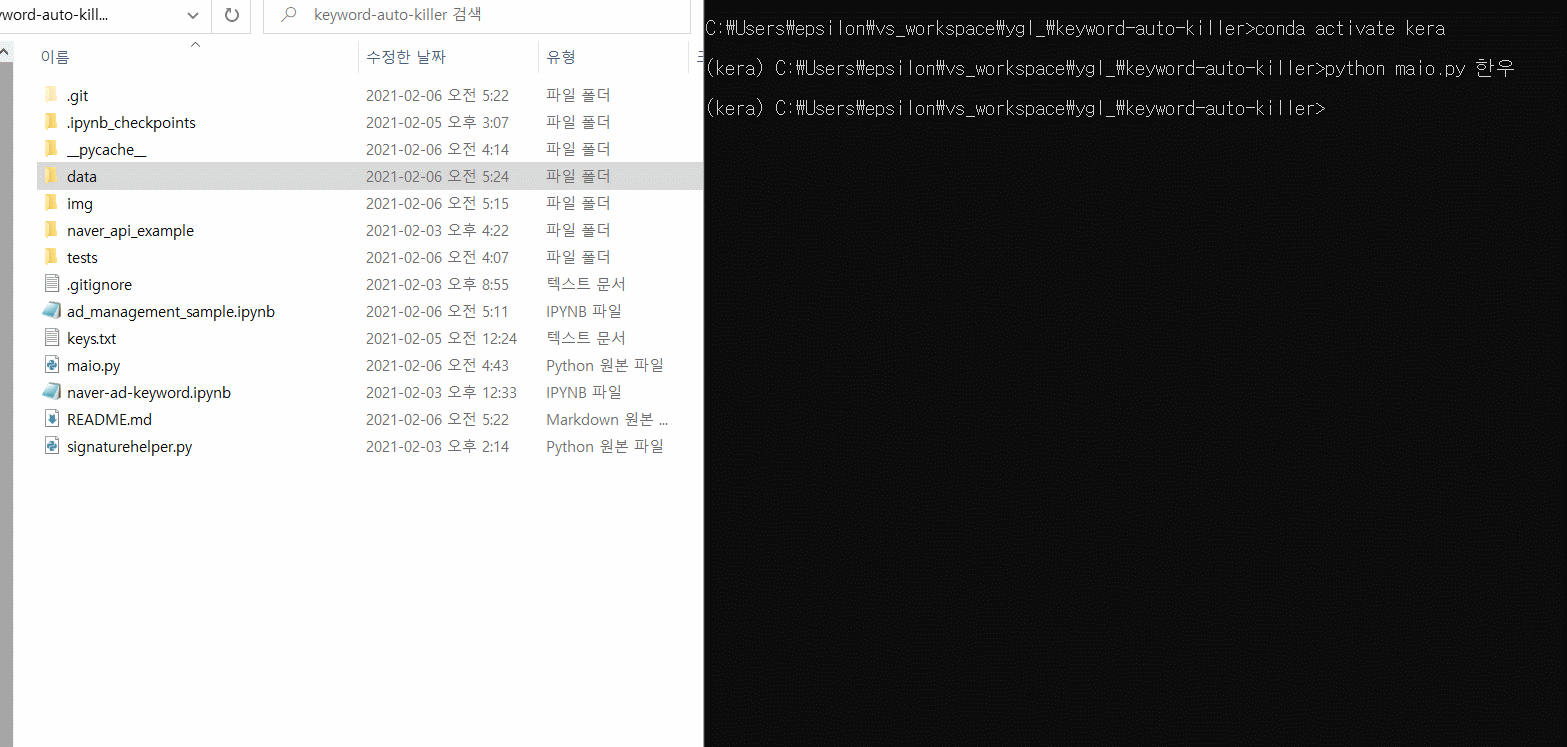 word-auto-kill...
keyword-auto-killer 검색
이름 수정한 날짜 유형
.git 2021-02-06 오전 5:22 파일 폴더
.ipynb_checkpoints 2021-02-05 오후 3:07 파일 폴더
__pycache__ 2021-02-06 오전 4:14 파일 폴더
data 2021-02-06 오전 5:24 파일 폴더
img 2021-02-06 오전 5:15 파일 폴더
naver_api_example 2021-02-03 오후 4:22 파일 폴더
tests 2021-02-06 오전 4:07 파일 폴더
.gitignore 2021-02-03 오후 8:55 텍스트 문서
ad_management_sample.ipynb 2021-02-06 오전 5:11 IPYNB 파일
keys.txt 2021-02-05 오전 12:24 텍스트 문서
maio.py 2021-02-06 오전 4:43 Python 원본 파일
naver-ad-keyword.ipynb 2021-02-03 오후 12:33 IPYNB 파일
README.md 2021-02-06 오전 5:22 Markdown 원본 ...
signaturehelper.py 2021-02-03 오후 2:14 Python 원본 파일
C:₩Users₩epsilon₩vs_workspace₩ygl_₩keyword-auto-killer>conda activate kera
(kera) C:₩Users₩epsilon₩vs_workspace₩ygl_₩keyword-auto-killer>python maio.py 한우
(kera) C:₩Users₩epsilon₩vs_workspace₩ygl_₩keyword-auto-killer>